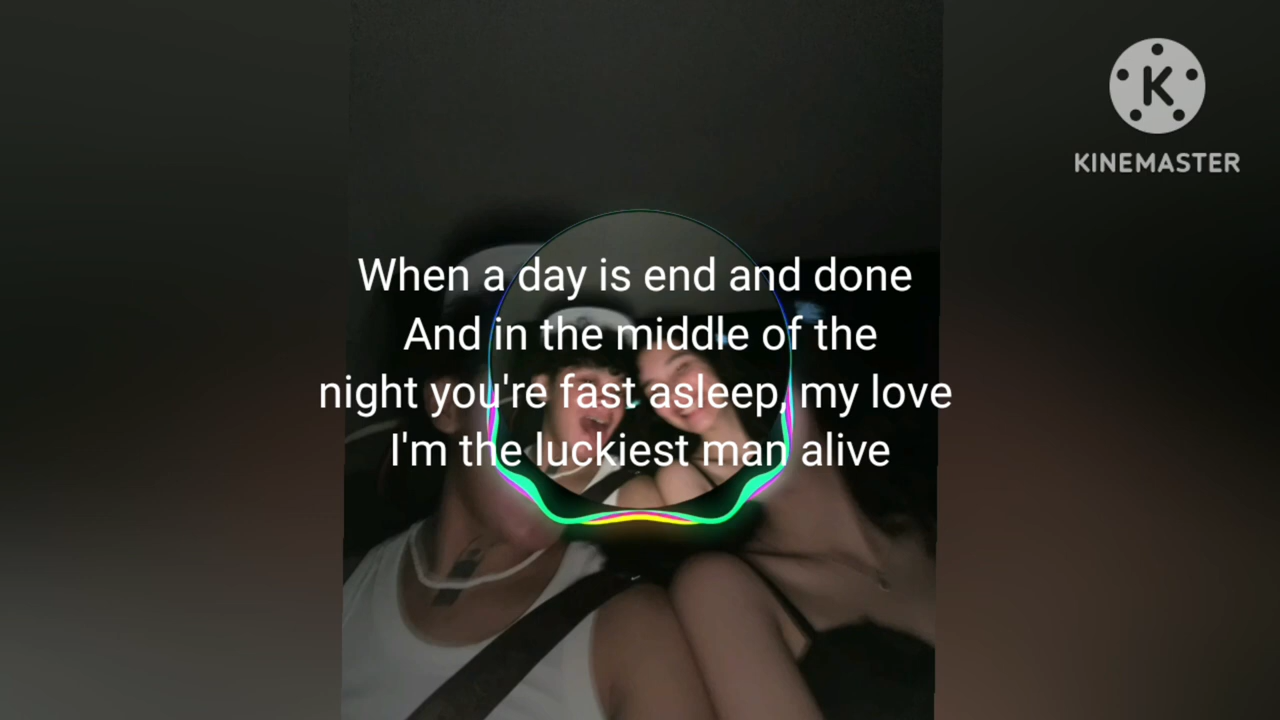 When a day is end and done
And in the middle of the
night you're fast asleep, my love
I'm the luckiest man alive
K
KINEMASTER